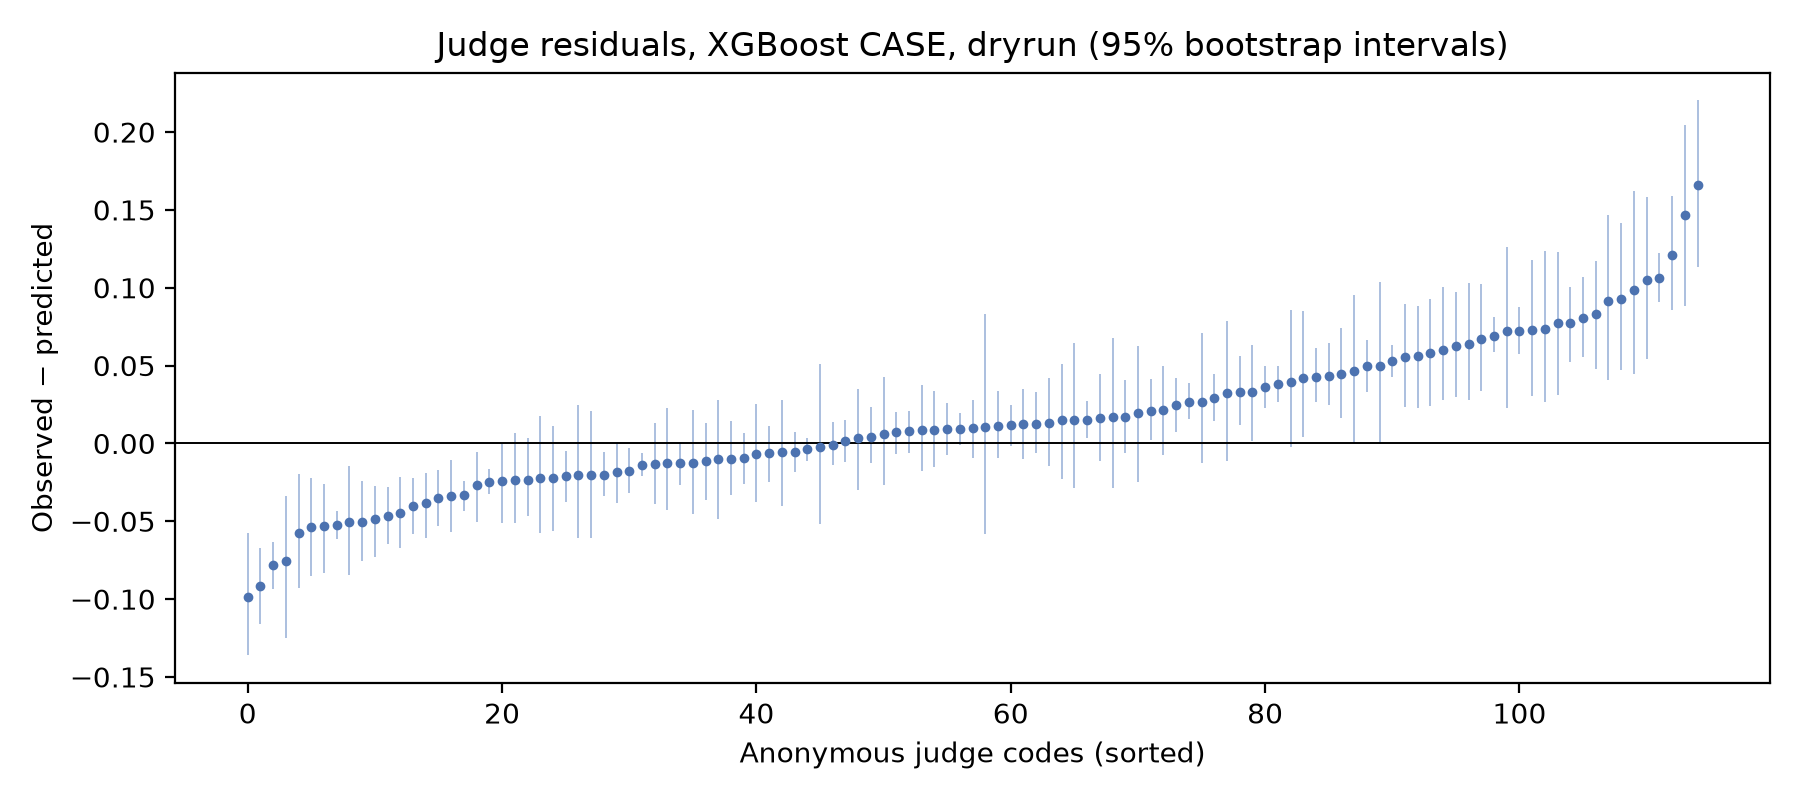 Judge residuals, XGBoost CASE, dryrun (95% bootstrap intervals)
Observed − predicted
0.20
0.15
0.10
0.05
0.00
−0.05
−0.10
−0.15
0 20 40 60 80 100
Anonymous judge codes (sorted)